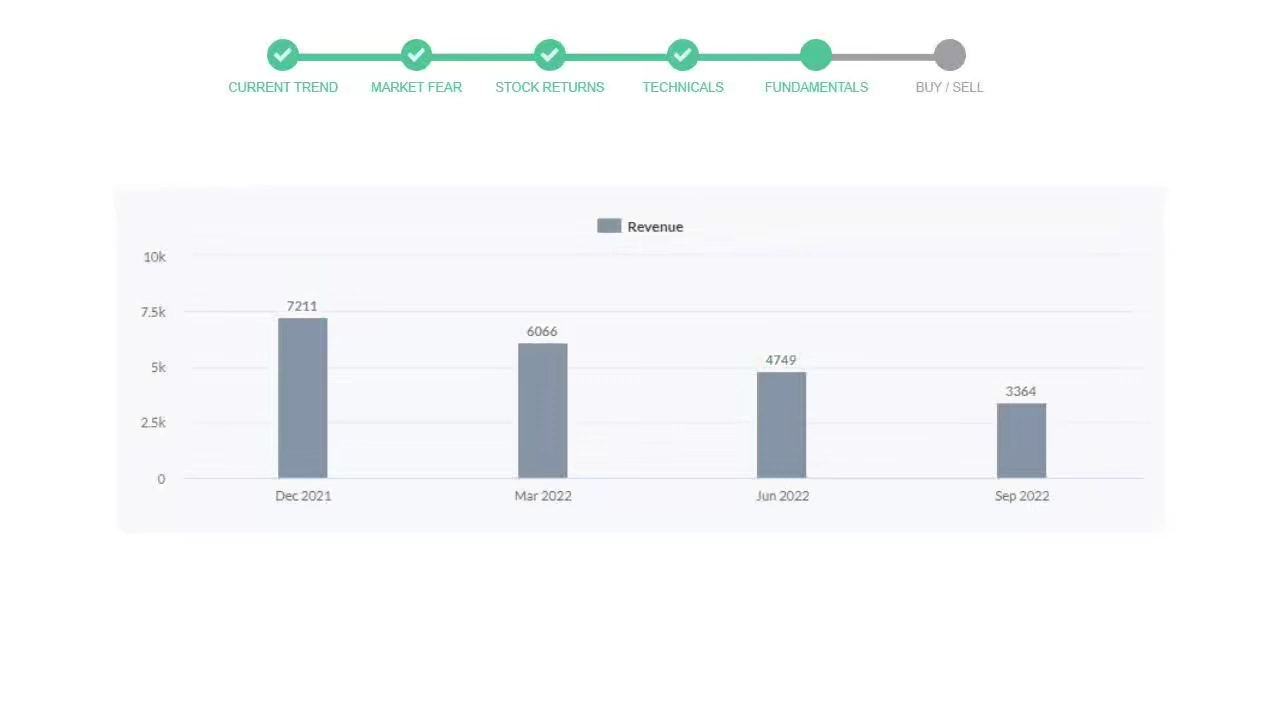 CURRENT TREND MARKET FEAR STOCK RETURNS TECHNICALS FUNDAMENTALS BUY / SELL
Revenue
10k
7211
7.5k
6066
4749
5k
3364
2.5k
0
Dec 2021 Mar 2022 Jun 2022 Sep 2022